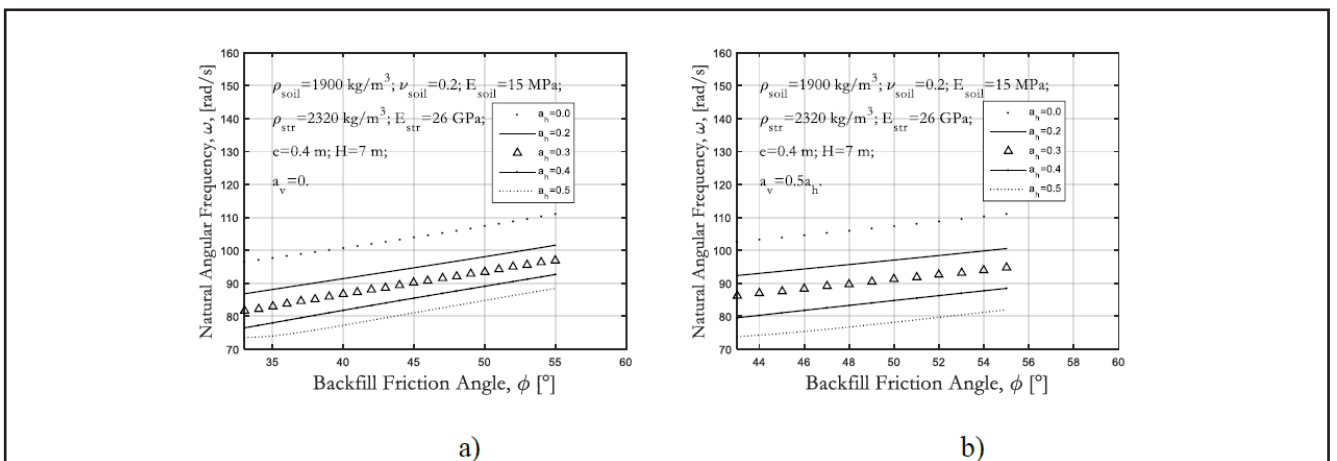 160
150
140
130
120
110
100
90
80
70
Natural Angular Frequency, ω, [rad/s]
ρsoil=1900 kg/m³; νsoil=0.2; Esoil=15 MPa;
ρstr=2320 kg/m³; Estr=26 GPa;
c=0.4 m; H=7 m;
av=0.
ah=0.0
ah=0.2
ah=0.3
ah=0.4
ah=0.5
35 40 45 50 55 60
Backfill Friction Angle, ϕ [°]
a)
160
150
140
130
120
110
100
90
80
70
Natural Angular Frequency, ω, [rad/s]
ρsoil=1900 kg/m³; νsoil=0.2; Esoil=15 MPa;
ρstr=2320 kg/m³; Estr=26 GPa;
c=0.4 m; H=7 m;
av=0.5ah.
ah=0.0
ah=0.2
ah=0.3
ah=0.4
ah=0.5
44 46 48 50 52 54 56 58 60
Backfill Friction Angle, ϕ [°]
b)